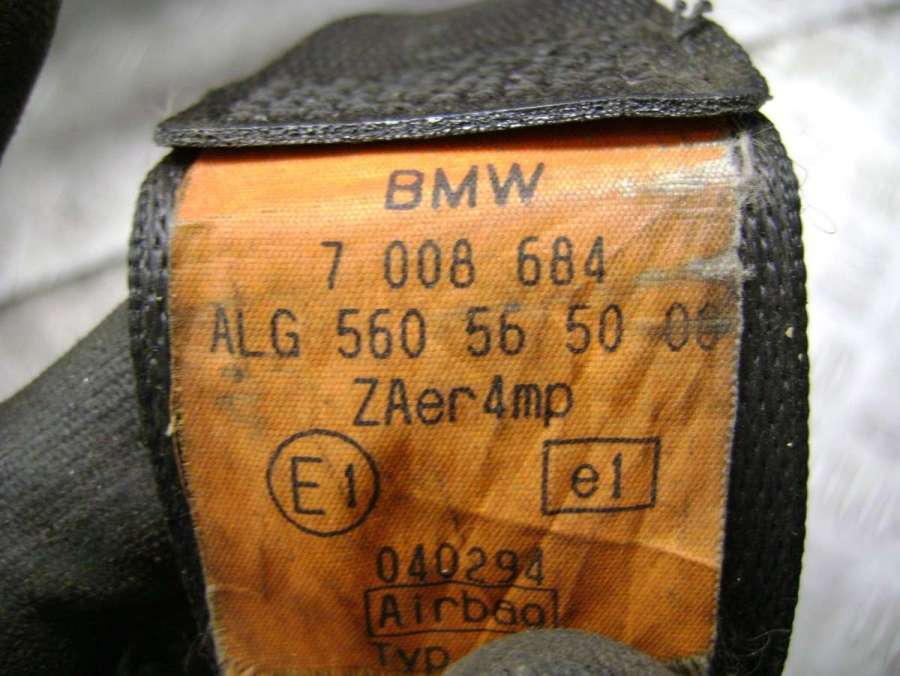 BMW
7 008 684
ALG 560 56 50
ZAer4mp
E1 e1
040294
Airbag
Typ